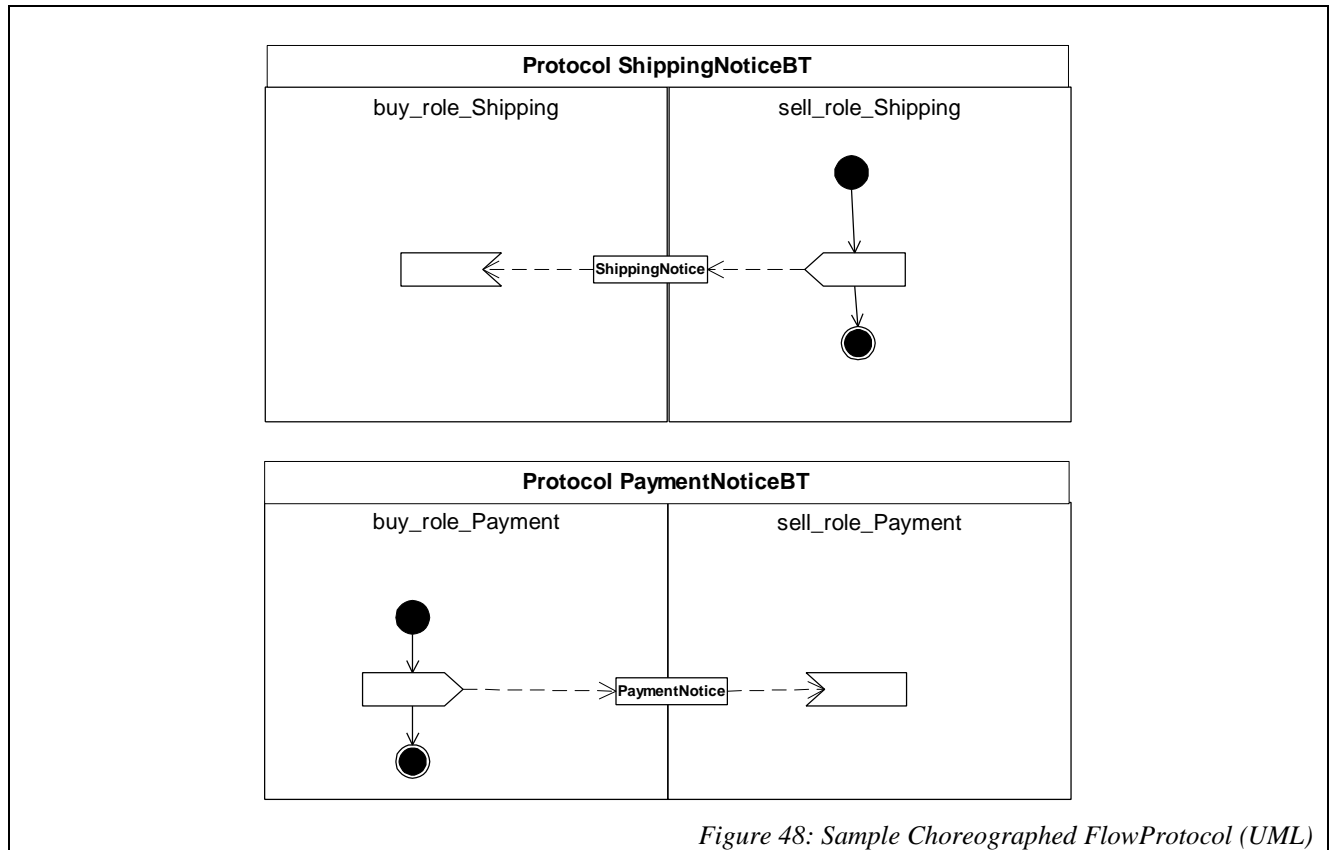 Protocol ShippingNoticeBT
buy_role_Shipping
sell_role_Shipping
ShippingNotice
Protocol PaymentNoticeBT
buy_role_Payment
sell_role_Payment
PaymentNotice
Figure 48: Sample Choreographed FlowProtocol (UML)